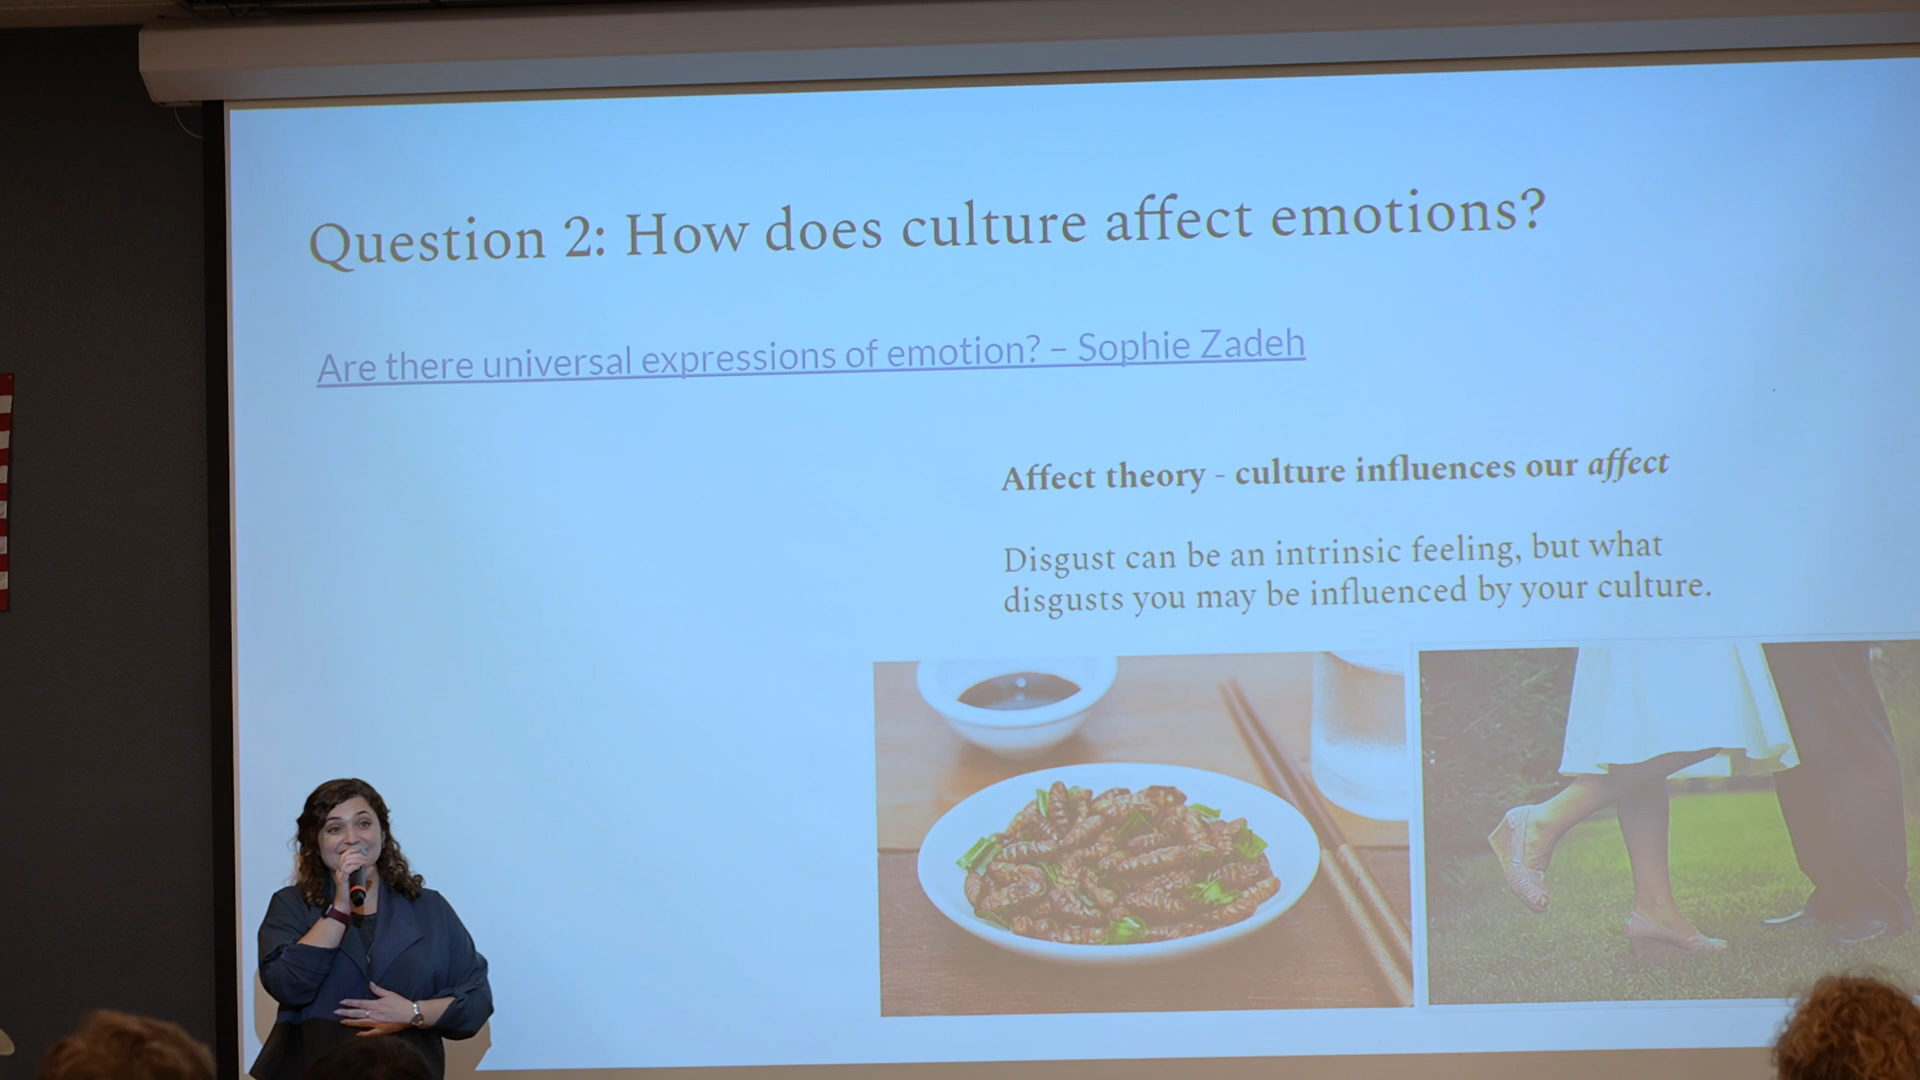 Question 2: How does culture affect emotions?
Are there universal expressions of emotion? – Sophie Zadeh
Affect theory - culture influences our affect
Disgust can be an intrinsic feeling, but what
disgusts you may be influenced by your culture.